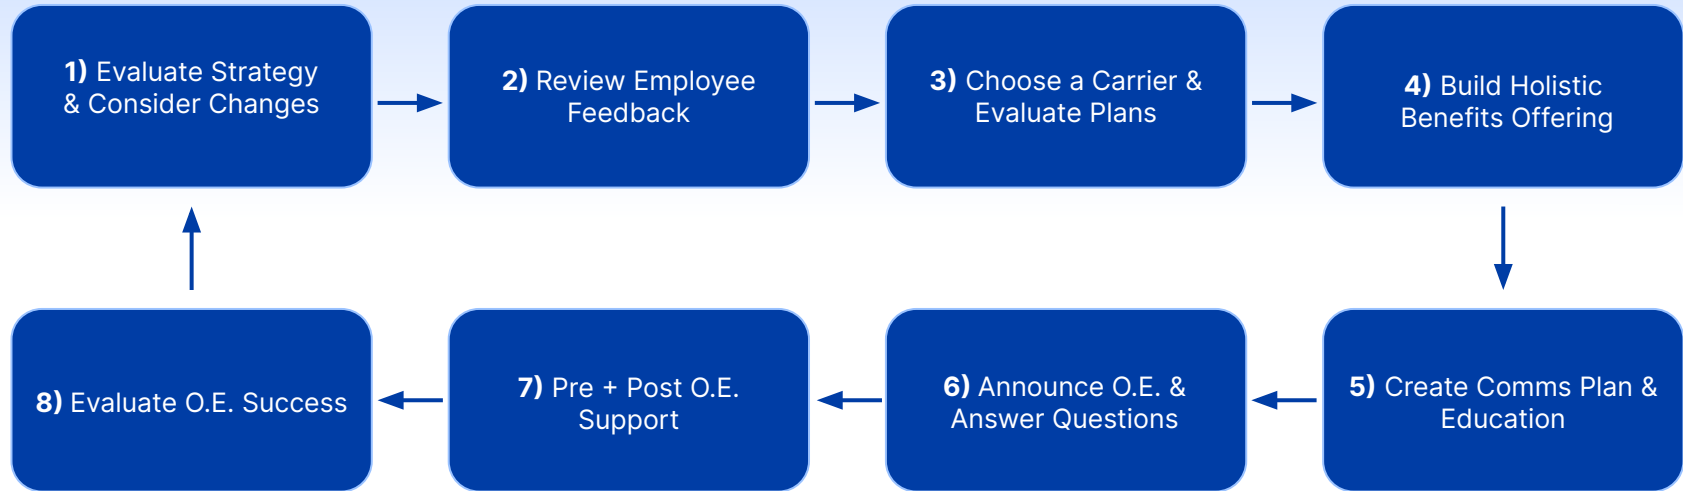 1) Evaluate Strategy
& Consider Changes
2) Review Employee
Feedback
3) Choose a Carrier &
Evaluate Plans
4) Build Holistic
Benefits Offering
5) Create Comms Plan &
Education
6) Announce O.E. &
Answer Questions
7) Pre + Post O.E.
Support
8) Evaluate O.E. Success